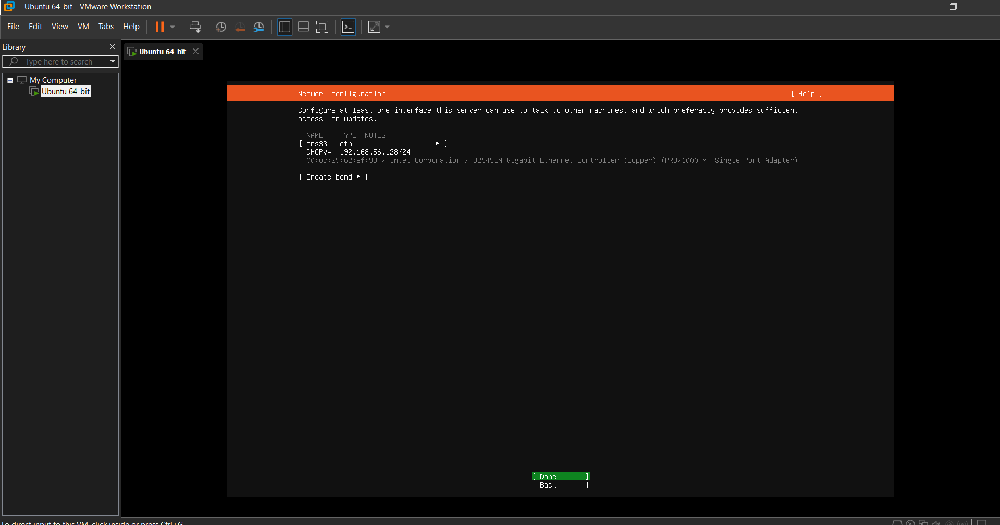 Ubuntu 64-bit - VMware Workstation
File Edit View VM Tabs Help
Library
Type here to search
My Computer
Ubuntu 64-bit
Ubuntu 64-bit
Network configuration [ Help ]
Configure at least one interface this server can use to talk to other machines, and which preferably provides sufficient
access for updates.
NAME TYPE NOTES
[ ens33 eth - ▸ ]
DHCPv4 192.168.56.128/24
00:0c:29:62:ef:98 / Intel Corporation / 82545EM Gigabit Ethernet Controller (Copper) (PRO/1000 MT Single Port Adapter)
[ Create bond ▸ ]
[ Done ]
[ Back ]
To direct input to this VM, click inside or press Ctrl+G.